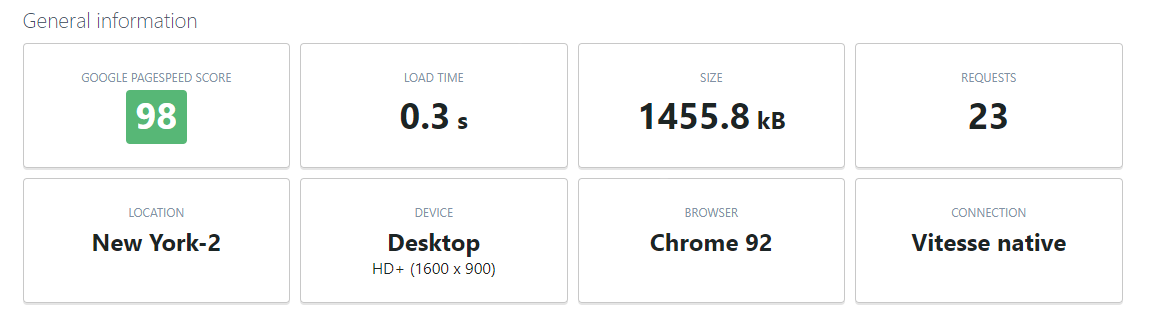 General information
GOOGLE PAGESPEED SCORE
98
LOAD TIME
0.3 s
SIZE
1455.8 kB
REQUESTS
23
LOCATION
New York-2
DEVICE
Desktop
HD+ (1600 x 900)
BROWSER
Chrome 92
CONNECTION
Vitesse native